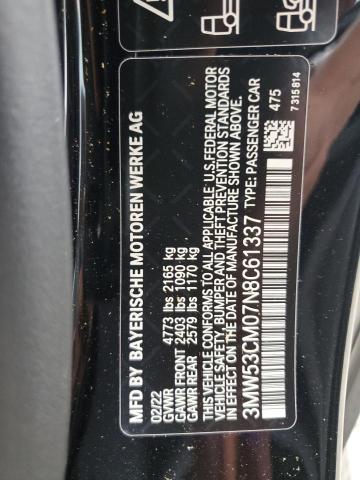 MFD BY BAYERISCHE MOTOREN WERKE AG
02/22
GVWR 4773 lbs 2165 kg
GAWR FRONT 2403 lbs 1090 kg
GAWR REAR 2579 lbs 1170 kg
THIS VEHICLE CONFORMS TO ALL APPLICABLE U.S.FEDERAL MOTOR
VEHICLE SAFETY, BUMPER AND THEFT PREVENTION STANDARDS
IN EFFECT ON THE DATE OF MANUFACTURE SHOWN ABOVE.
3MW53CM07N8C61337 TYPE: PASSENGER CAR
475
7 315 814